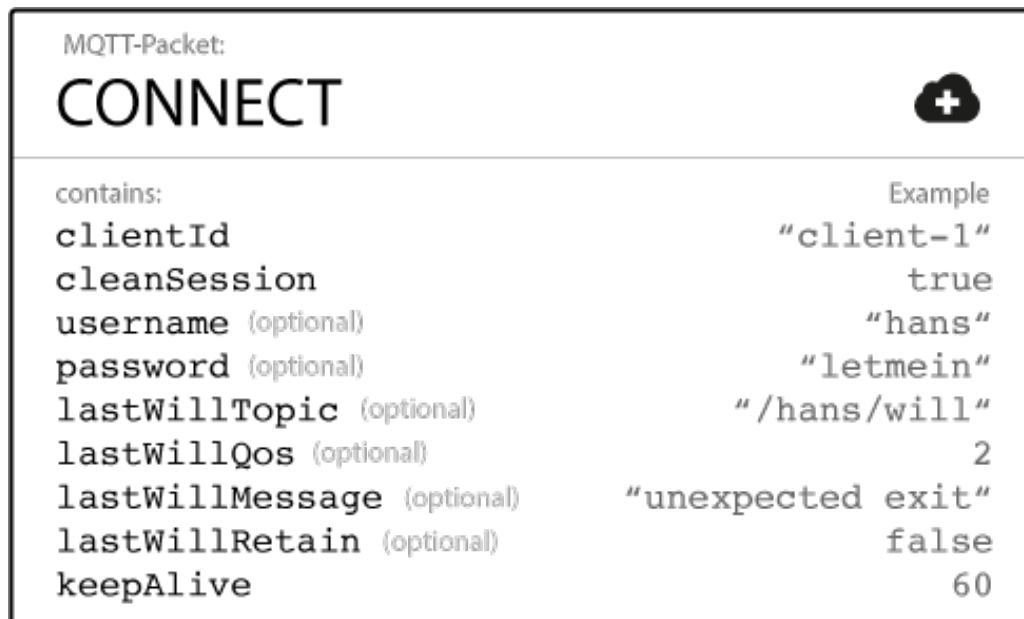 MQTT-Packet:
CONNECT
contains: Example
clientId “client-1“
cleanSession true
username (optional) “hans“
password (optional) “letmein“
lastWillTopic (optional) “/hans/will“
lastWillQos (optional) 2
lastWillMessage (optional) “unexpected exit“
lastWillRetain (optional) false
keepAlive 60